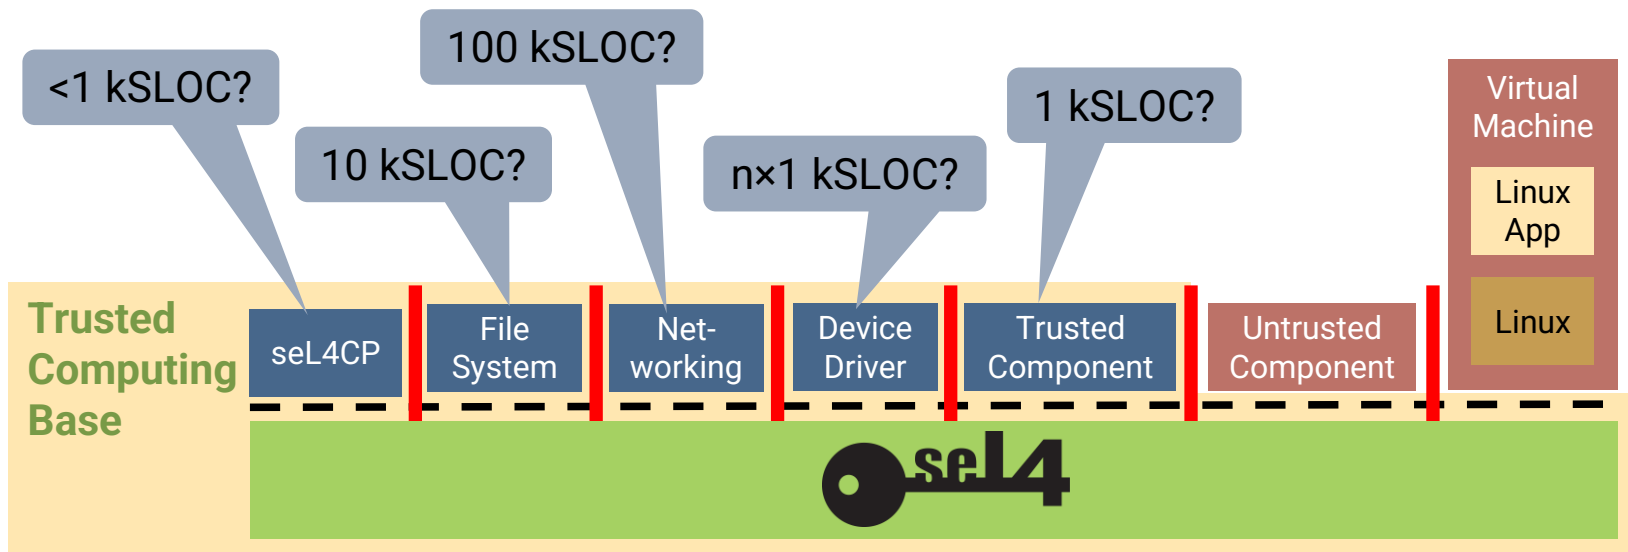 <1 kSLOC?
10 kSLOC?
100 kSLOC?
n×1 kSLOC?
1 kSLOC?
Virtual
Machine
Linux
App
Linux
Trusted
Computing
Base
seL4CP
File
System
Net-
working
Device
Driver
Trusted
Component
Untrusted
Component
seL4